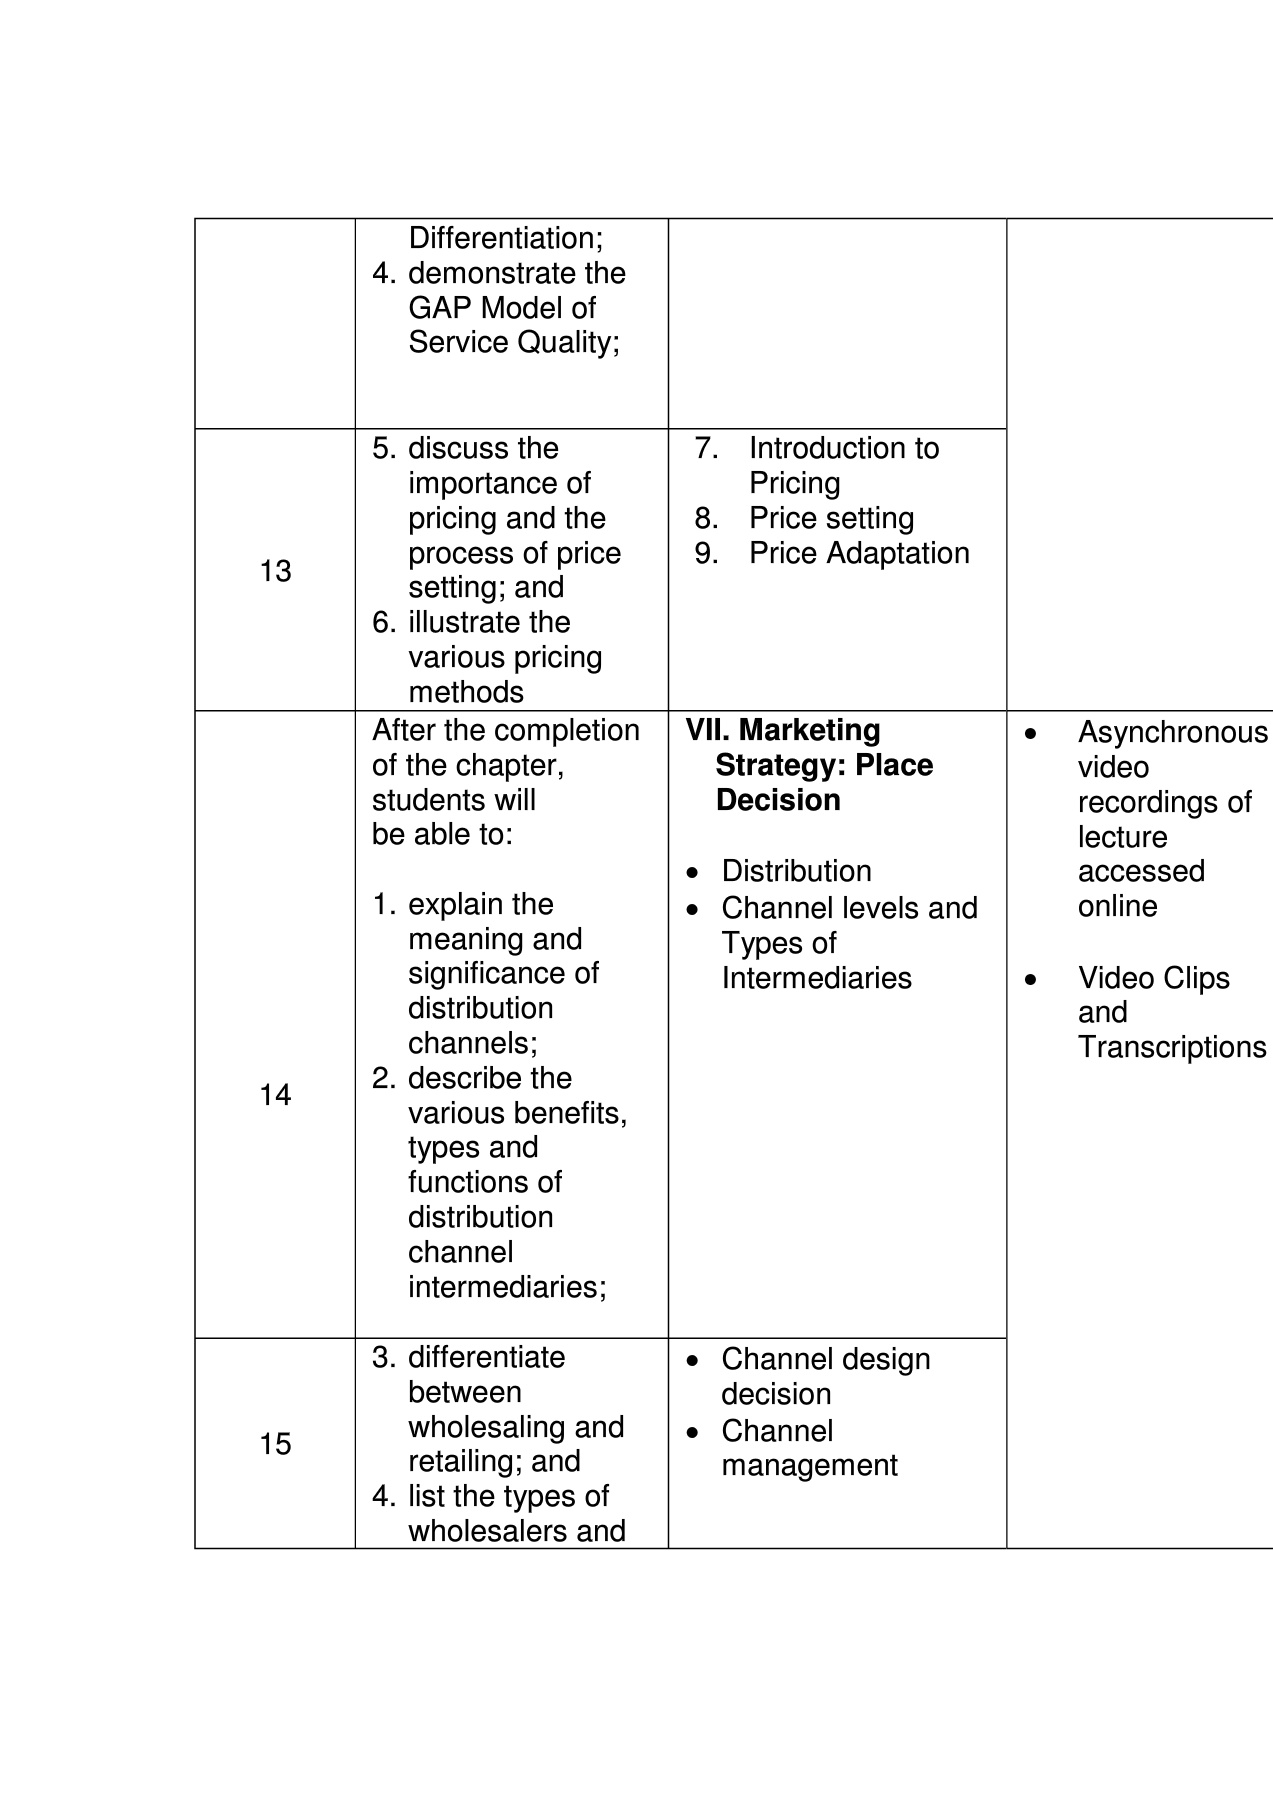 Differentiation;
4. demonstrate the
GAP Model of
Service Quality;
13
5. discuss the
importance of
pricing and the
process of price
setting; and
6. illustrate the
various pricing
methods
7. Introduction to
Pricing
8. Price setting
9. Price Adaptation
14
After the completion
of the chapter,
students will
be able to:
1. explain the
meaning and
significance of
distribution
channels;
2. describe the
various benefits,
types and
functions of
distribution
channel
intermediaries;
VII. Marketing
Strategy: Place
Decision
• Distribution
• Channel levels and
Types of
Intermediaries
• Asynchronous
video
recordings of
lecture
accessed
online
• Video Clips
and
Transcriptions
15
3. differentiate
between
wholesaling and
retailing; and
4. list the types of
wholesalers and
• Channel design
decision
• Channel
management